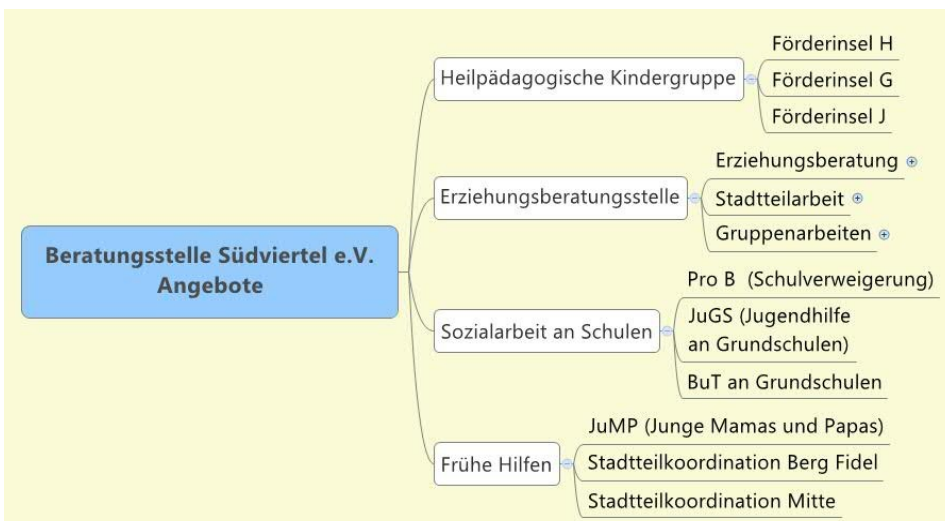 Beratungsstelle Südviertel e.V.
Angebote
Heilpädagogische Kindergruppe
Förderinsel H
Förderinsel G
Förderinsel J
Erziehungsberatungsstelle
Erziehungsberatung
Stadtteilarbeit
Gruppenarbeiten
Sozialarbeit an Schulen
Pro B (Schulverweigerung)
JuGS (Jugendhilfe
an Grundschulen)
BuT an Grundschulen
Frühe Hilfen
JuMP (Junge Mamas und Papas)
Stadtteilkoordination Berg Fidel
Stadtteilkoordination Mitte